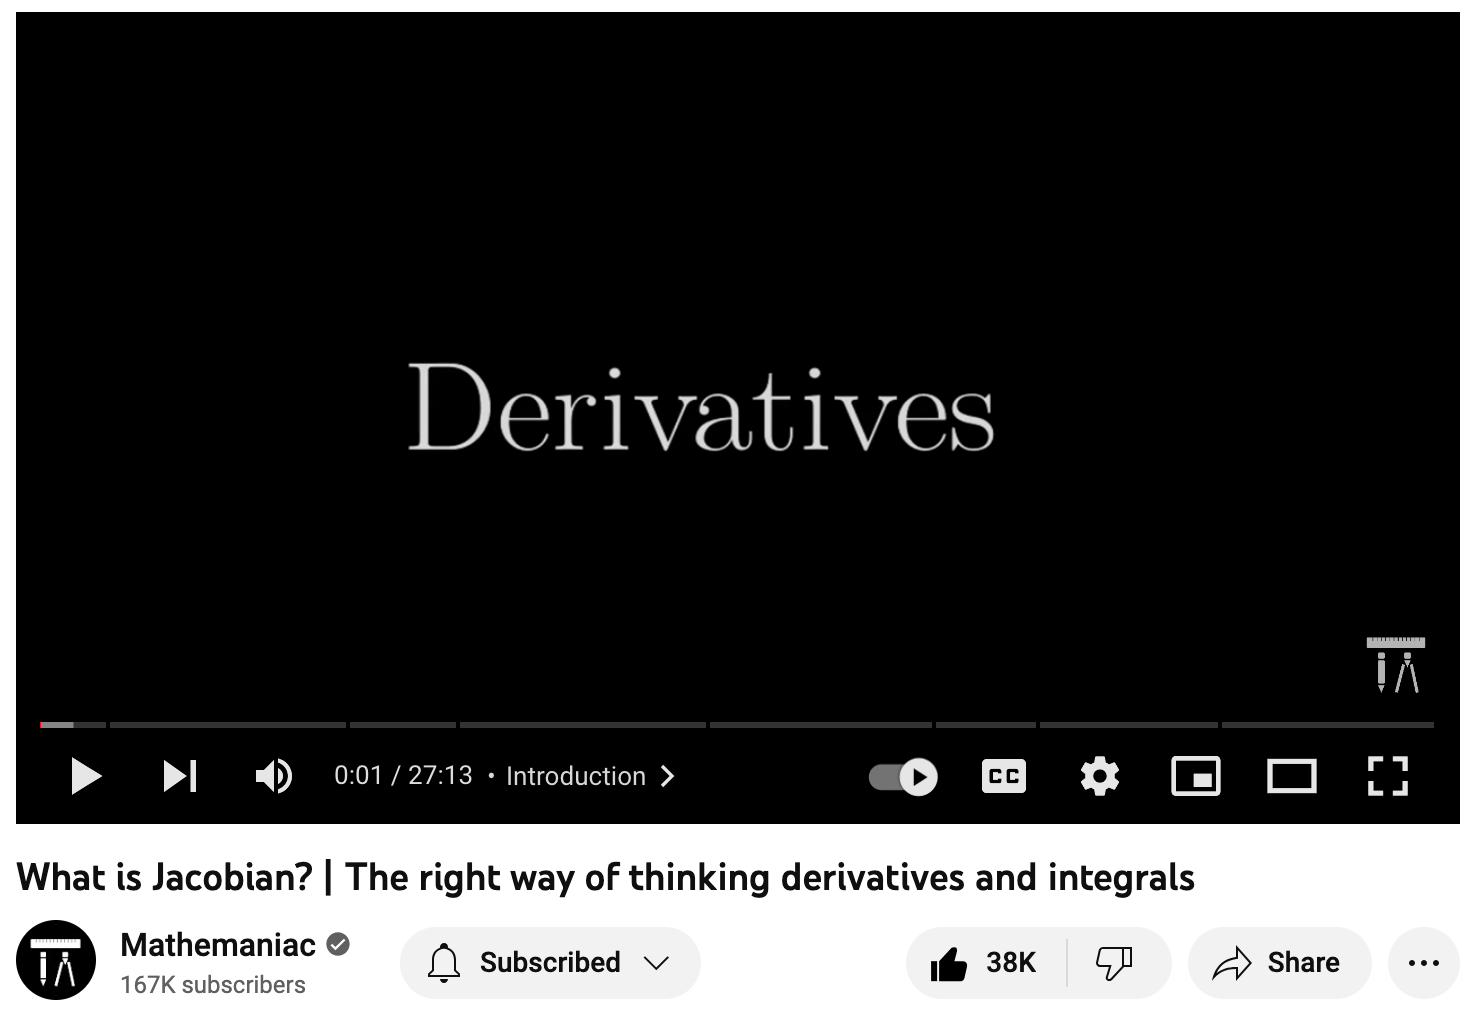 Derivatives
0:01 / 27:13 • Introduction
CC
What is Jacobian? | The right way of thinking derivatives and integrals
Mathemaniac
167K subscribers
Subscribed
38K
Share